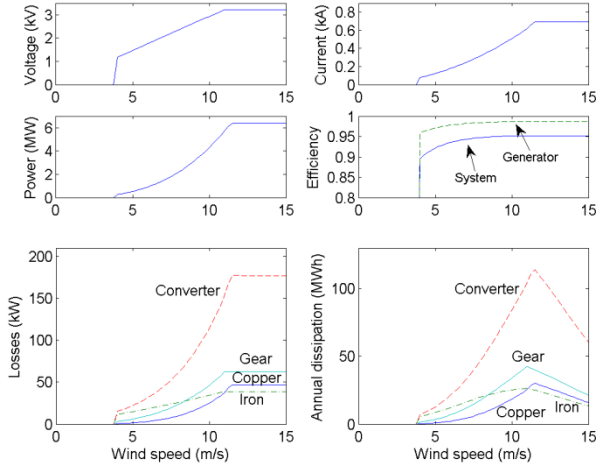 Voltage (kV)
3
2
1
0
0 5 10 15
Current (kA)
0.8
0.6
0.4
0.2
0
0 5 10 15
Power (MW)
6
4
2
0
0 5 10 15
Efficiency
1
0.95
0.9
0.85
0.8
0 5 10 15
Generator
System
Losses (kW)
200
150
100
50
0
0 5 10 15
Wind speed (m/s)
Converter
Gear
Copper
Iron
Annual dissipation (MWh)
100
50
0
0 5 10 15
Wind speed (m/s)
Converter
Gear
Copper
Iron